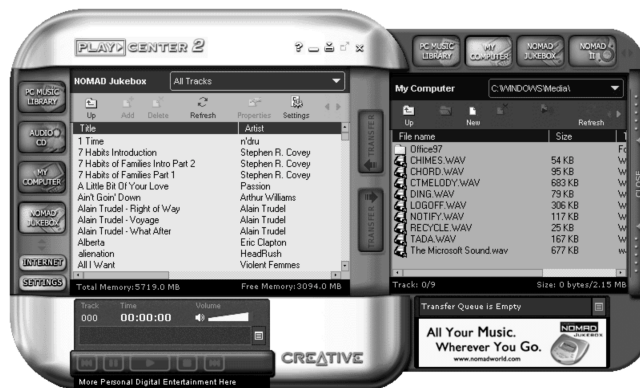 PLAY CENTER 2
PC MUSIC LIBRARY
AUDIO CD
MY COMPUTER
NOMAD JUKEBOX
INTERNET
SETTINGS
NOMAD Jukebox All Tracks
Up Add Delete Refresh Properties Settings
Title Artist
1 Time n'dru
7 Habits Introduction Stephen R. Covey
7 Habits of Families Intro Part 2 Stephen R. Covey
7 Habits of Families Part 1 Stephen R. Covey
A Little Bit Of Your Love Passion
Ain't Goin' Down Arthur Williams
Alain Trudel - Right of Way Alain Trudel
Alain Trudel - Voyage Alain Trudel
Alain Trudel - What After Alain Trudel
Alberta Eric Clapton
alienation HeadRush
All I Want Violent Femmes
Total Memory:5719.0 MB Free Memory:3094.0 MB
TRANSFER
TRANSFER
PC MUSIC LIBRARY
MY COMPUTER
NOMAD JUKEBOX
NOMAD II
My Computer C:\WINDOWS\Media\
Up New Refresh
File name Size T
Office97 Fo
CHIMES.WAV 54 KB W
CHORD.WAV 95 KB W
CTMELODY.WAV 683 KB W
DING.WAV 79 KB W
LOGOFF.WAV 306 KB W
NOTIFY.WAV 117 KB W
RECYCLE.WAV 25 KB W
TADA.WAV 167 KB W
The Microsoft Sound.wav 677 KB w
Track: 0/9 Size: 0 bytes/2.15 MB
CLOSE
Track Time Volume
000 00:00:00
CREATIVE
More Personal Digital Entertainment Here
Transfer Queue is Empty
All Your Music.
Wherever You Go.
www.nomadworld.com
NOMAD
JUKEBOX